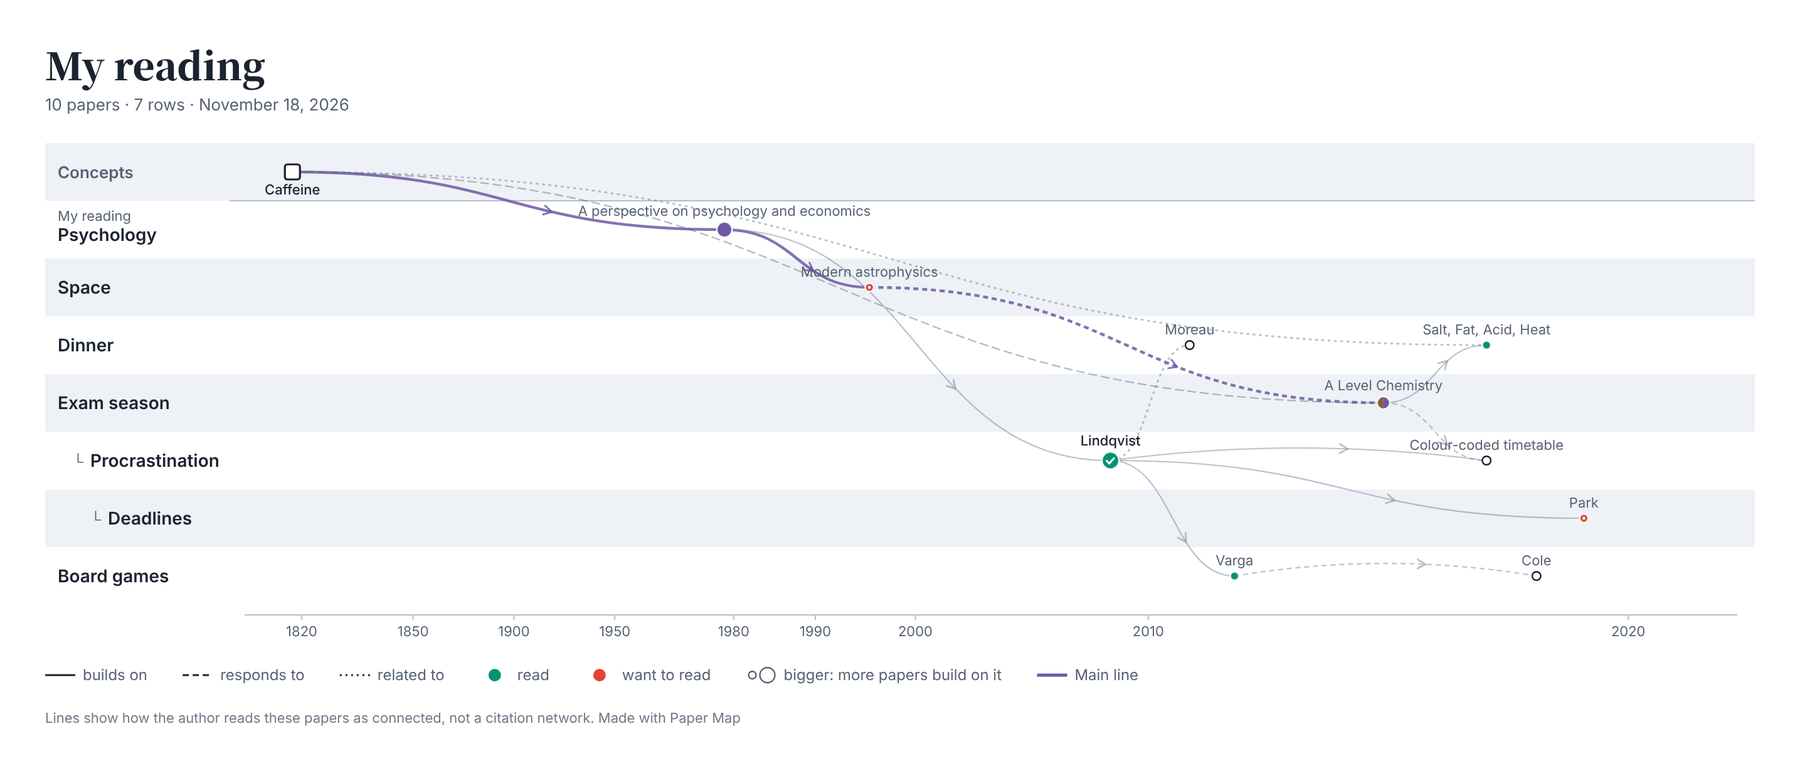 My reading
10 papers · 7 rows · November 18, 2026
Concepts
Caffeine
My reading
Psychology
A perspective on psychology and economics
Space
Modern astrophysics
Dinner
Moreau
Salt, Fat, Acid, Heat
Exam season
A Level Chemistry
└ Procrastination
Lindqvist
Colour-coded timetable
└ Deadlines
Park
Board games
Varga
Cole
1820 1850 1900 1950 1980 1990 2000 2010 2020
builds on responds to related to read want to read bigger: more papers build on it Main line
Lines show how the author reads these papers as connected, not a citation network. Made with Paper Map